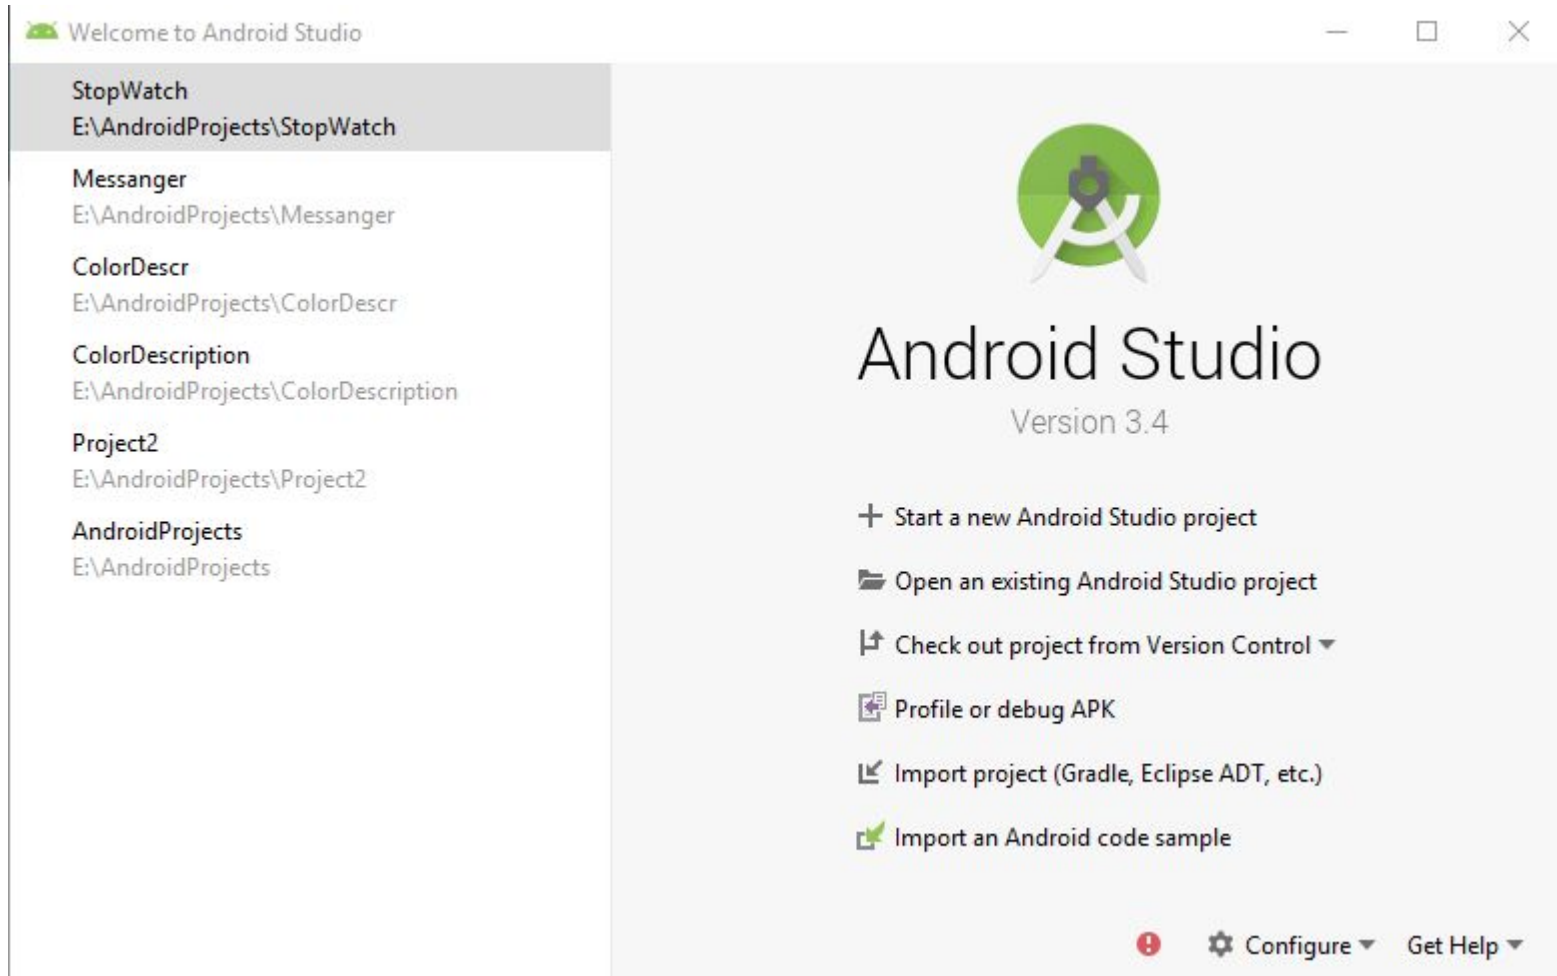 Welcome to Android Studio
StopWatch
E:\AndroidProjects\StopWatch
Messanger
E:\AndroidProjects\Messanger
ColorDescr
E:\AndroidProjects\ColorDescr
ColorDescription
E:\AndroidProjects\ColorDescription
Project2
E:\AndroidProjects\Project2
AndroidProjects
E:\AndroidProjects
Android Studio
Version 3.4
Start a new Android Studio project
Open an existing Android Studio project
Check out project from Version Control
Profile or debug APK
Import project (Gradle, Eclipse ADT, etc.)
Import an Android code sample
Configure Get Help